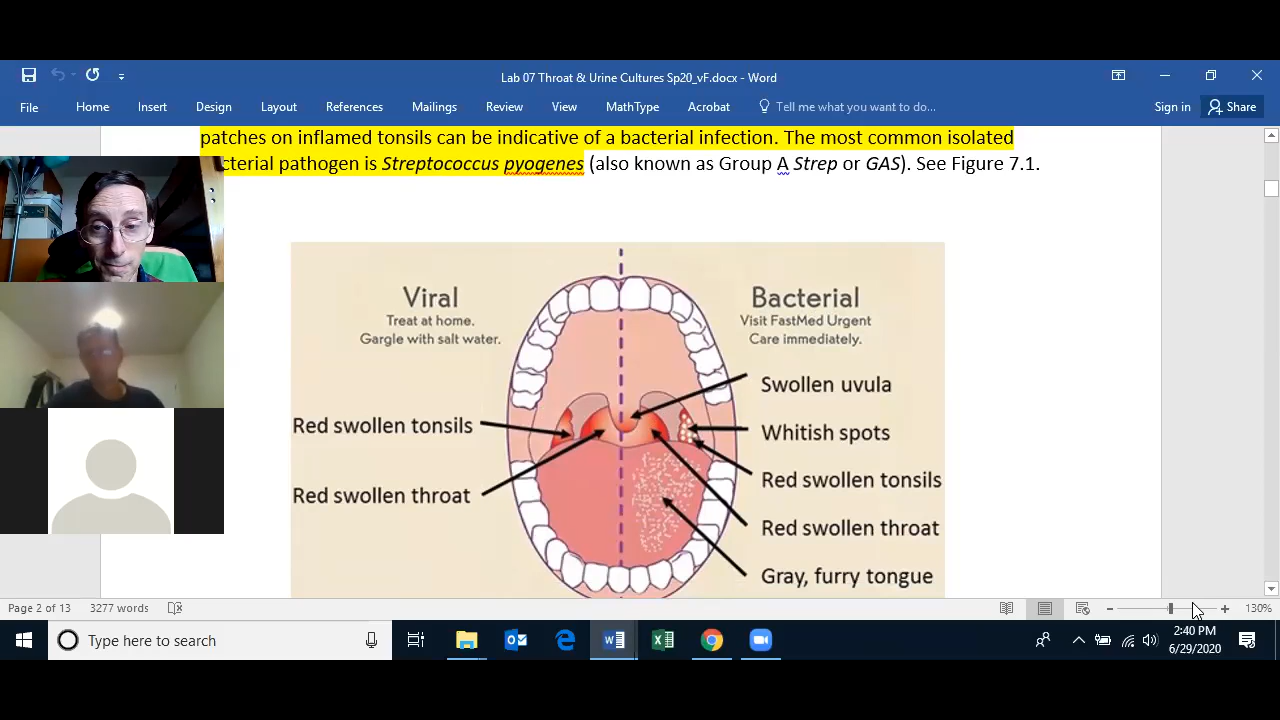 Lab 07 Throat & Urine Cultures Sp20_vF.docx - Word
File Home Insert Design Layout References Mailings Review View MathType Acrobat Tell me what you want to do... Sign in Share
patches on inflamed tonsils can be indicative of a bacterial infection. The most common isolated
cterial pathogen is Streptococcus pyogenes (also known as Group A Strep or GAS). See Figure 7.1.
Viral
Treat at home.
Gargle with salt water.
Bacterial
Visit FastMed Urgent
Care immediately.
Red swollen tonsils
Red swollen throat
Swollen uvula
Whitish spots
Red swollen tonsils
Red swollen throat
Gray, furry tongue
Page 2 of 13 3277 words 130%
Type here to search
2:40 PM
6/29/2020